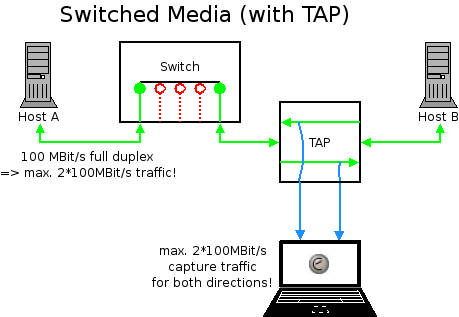 Switched Media (with TAP)
Switch
Host A
Host B
TAP
100 MBit/s full duplex
=> max. 2*100MBit/s traffic!
max. 2*100MBit/s
capture traffic
for both directions!